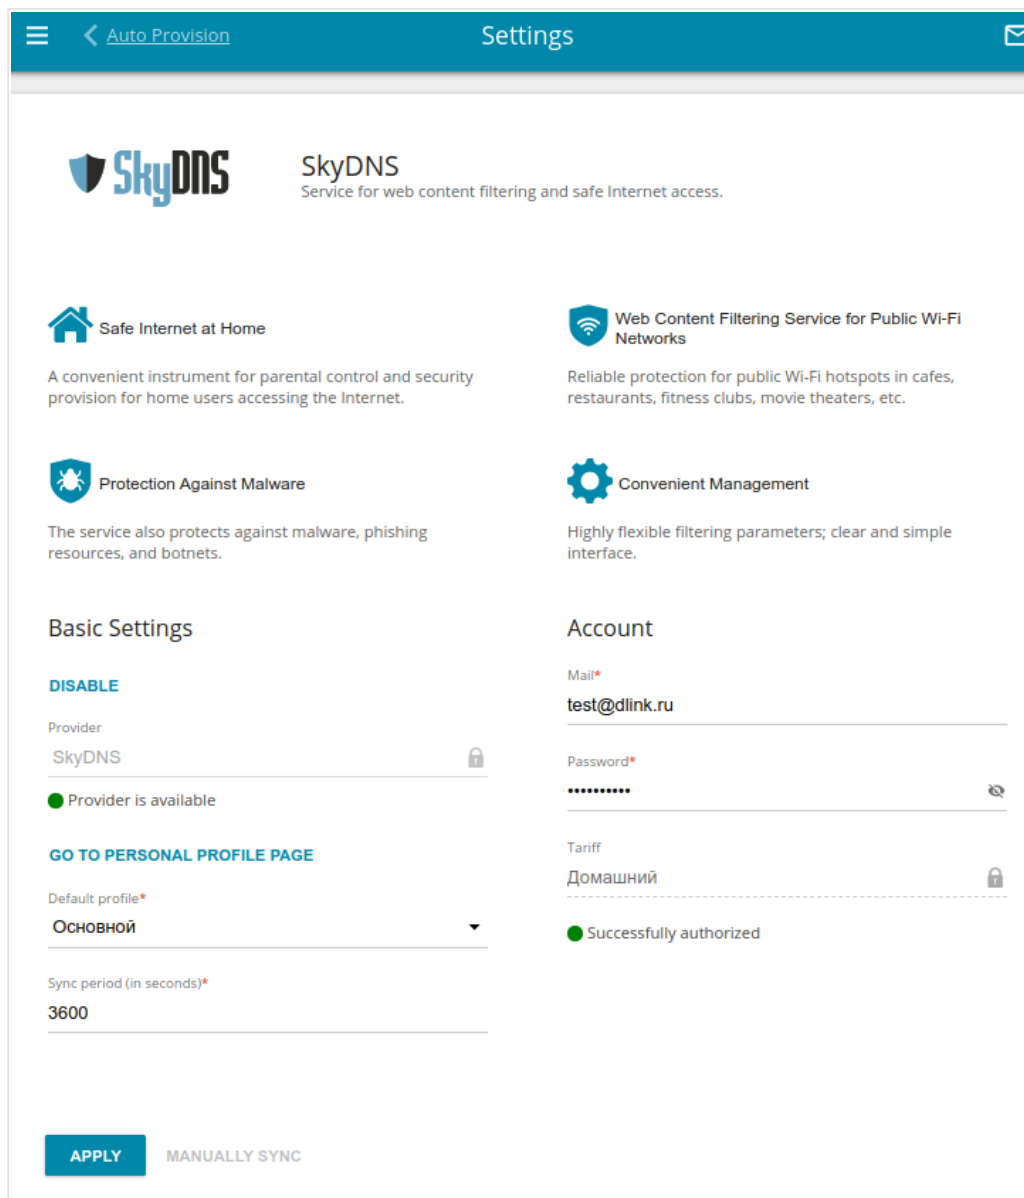 Auto Provision
Settings
SkyDNS
SkyDNS
Service for web content filtering and safe Internet access.
Safe Internet at Home
A convenient instrument for parental control and security
provision for home users accessing the Internet.
Web Content Filtering Service for Public Wi-Fi
Networks
Reliable protection for public Wi-Fi hotspots in cafes,
restaurants, fitness clubs, movie theaters, etc.
Protection Against Malware
The service also protects against malware, phishing
resources, and botnets.
Convenient Management
Highly flexible filtering parameters; clear and simple
interface.
Basic Settings
DISABLE
Provider
SkyDNS
Provider is available
GO TO PERSONAL PROFILE PAGE
Default profile*
Основной
Sync period (in seconds)*
3600
Account
Mail*
test@dlink.ru
Password*
••••••••••
Tariff
Домашний
Successfully authorized
APPLY
MANUALLY SYNC